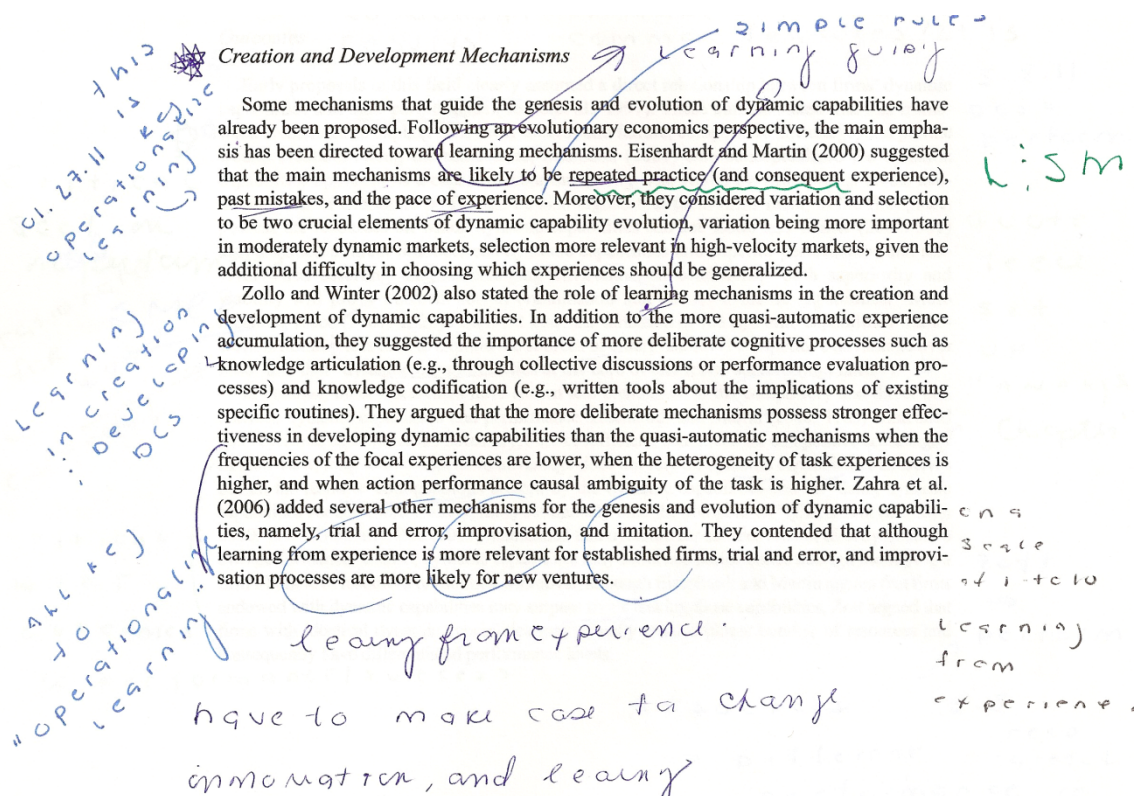 simple rules
learning guiding
Creation and Development Mechanisms
this
is
key
01.27.11
operationalize
learning
Some mechanisms that guide the genesis and evolution of dynamic capabilities have
already been proposed. Following an evolutionary economics perspective, the main empha-
sis has been directed toward learning mechanisms. Eisenhardt and Martin (2000) suggested
that the main mechanisms are likely to be repeated practice (and consequent experience),
past mistakes, and the pace of experience. Moreover, they considered variation and selection
to be two crucial elements of dynamic capability evolution, variation being more important
in moderately dynamic markets, selection more relevant in high-velocity markets, given the
additional difficulty in choosing which experiences should be generalized.
Zollo and Winter (2002) also stated the role of learning mechanisms in the creation and
development of dynamic capabilities. In addition to the more quasi-automatic experience
accumulation, they suggested the importance of more deliberate cognitive processes such as
knowledge articulation (e.g., through collective discussions or performance evaluation pro-
cesses) and knowledge codification (e.g., written tools about the implications of existing
specific routines). They argued that the more deliberate mechanisms possess stronger effec-
tiveness in developing dynamic capabilities than the quasi-automatic mechanisms when the
frequencies of the focal experiences are lower, when the heterogeneity of task experiences is
higher, and when action performance causal ambiguity of the task is higher. Zahra et al.
(2006) added several other mechanisms for the genesis and evolution of dynamic capabili-
ties, namely, trial and error, improvisation, and imitation. They contended that although
learning from experience is more relevant for established firms, trial and error, and improvi-
sation processes are more likely for new ventures.
Learning
in creation
: Developing
DCS
to
"operationalize
learning"
scale
learning
from
learing from experience.
have to make case to change
innovation, and learing